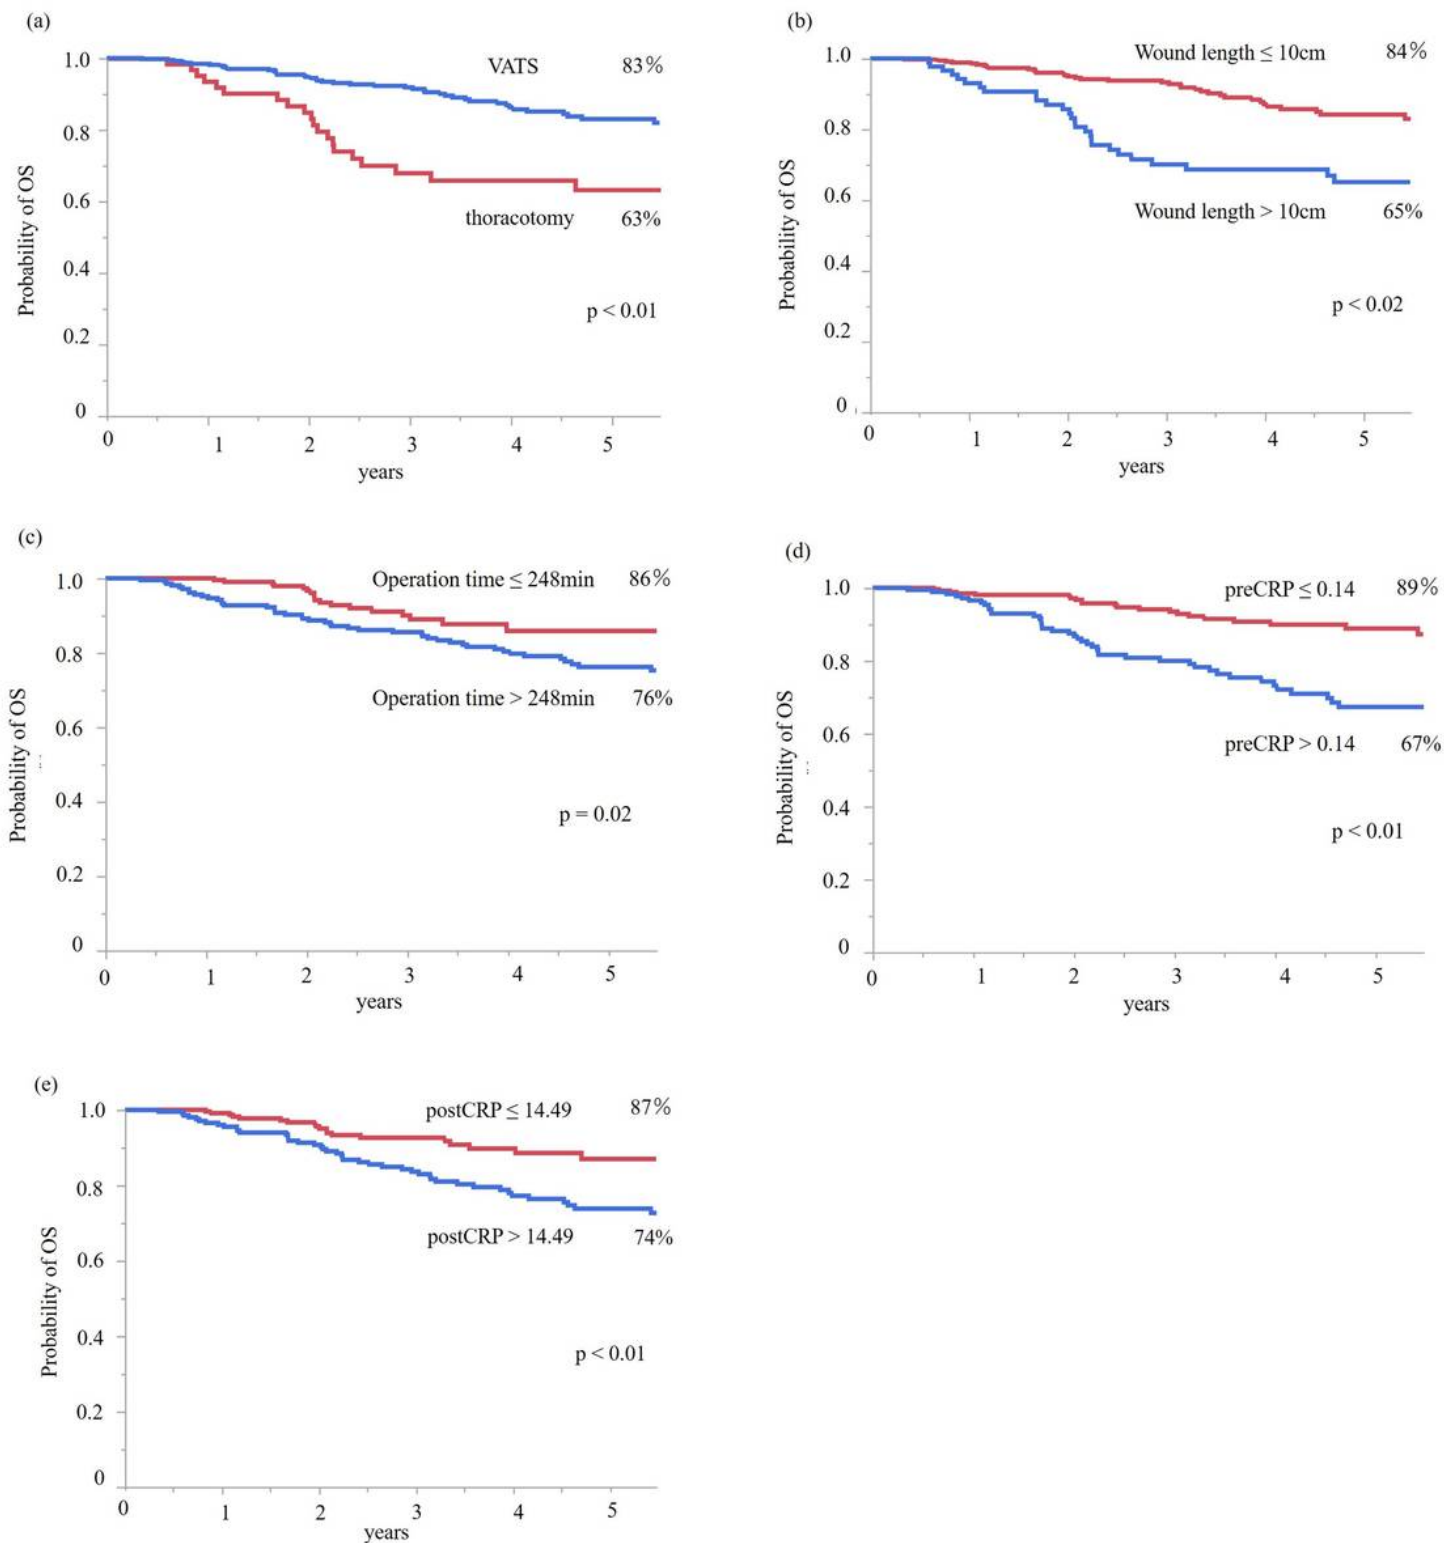 (a)
1.0
0.8
0.6
0.4
0.2
0
Probability of OS
VATS 83%
thoracotomy 63%
p < 0.01
0 1 2 3 4 5
years
(b)
1.0
0.8
0.6
0.4
0.2
0
Probability of OS
Wound length ≤ 10cm 84%
Wound length > 10cm 65%
p < 0.02
0 1 2 3 4 5
years
(c)
1.0
0.8
0.6
0.4
0.2
0
Probability of OS
Operation time ≤ 248min 86%
Operation time > 248min 76%
p = 0.02
0 1 2 3 4 5
years
(d)
1.0
0.8
0.6
0.4
0.2
0
Probability of OS
preCRP ≤ 0.14 89%
preCRP > 0.14 67%
p < 0.01
0 1 2 3 4 5
years
(e)
1.0
0.8
0.6
0.4
0.2
0
Probability of OS
postCRP ≤ 14.49 87%
postCRP > 14.49 74%
p < 0.01
0 1 2 3 4 5
years